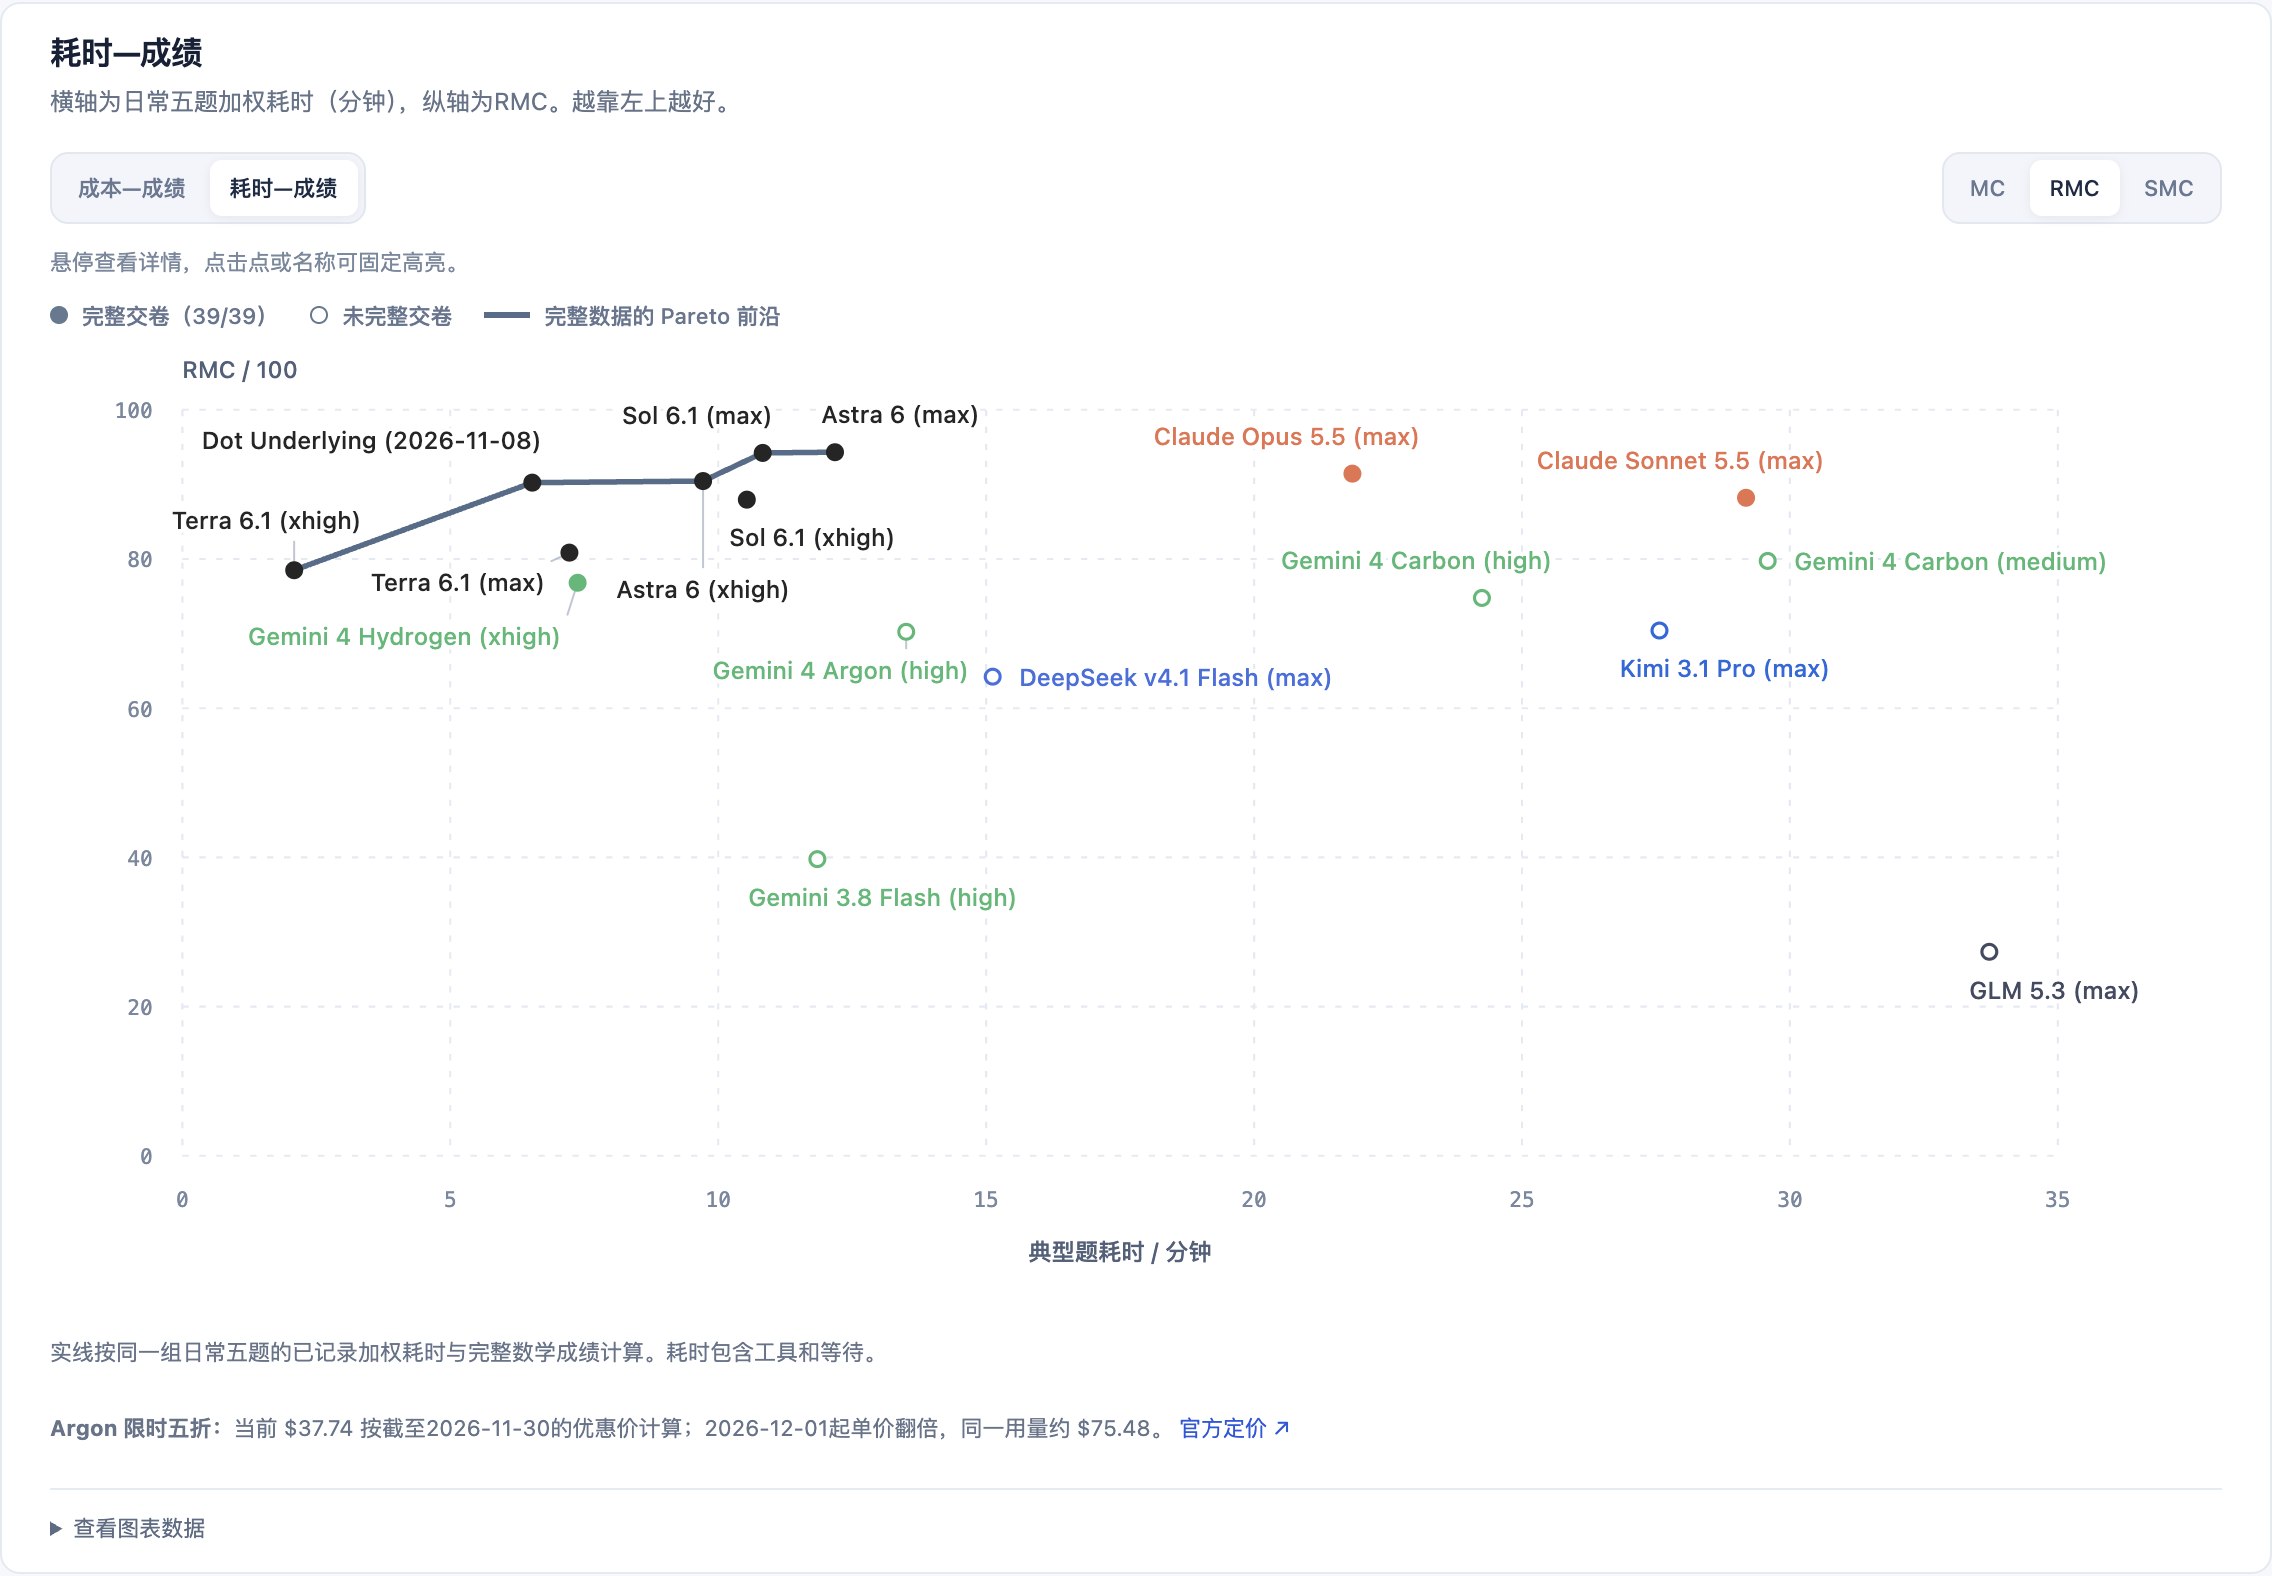 耗时—成绩
横轴为日常五题加权耗时（分钟），纵轴为RMC。越靠左上越好。
成本—成绩 耗时—成绩 MC RMC SMC
悬停查看详情，点击点或名称可固定高亮。
完整交卷（39/39） 未完整交卷 完整数据的 Pareto 前沿
RMC / 100
100
Sol 6.1 (max) Astra 6 (max)
Dot Underlying (2026-11-08)
Claude Opus 5.5 (max)
Claude Sonnet 5.5 (max)
Terra 6.1 (xhigh)
Sol 6.1 (xhigh)
80
Gemini 4 Carbon (high) Gemini 4 Carbon (medium)
Terra 6.1 (max) Astra 6 (xhigh)
Gemini 4 Hydrogen (xhigh)
Gemini 4 Argon (high) DeepSeek v4.1 Flash (max) Kimi 3.1 Pro (max)
60
40
Gemini 3.8 Flash (high)
GLM 5.3 (max)
20
0
0 5 10 15 20 25 30 35
典型题耗时 / 分钟
实线按同一组日常五题的已记录加权耗时与完整数学成绩计算。耗时包含工具和等待。
Argon 限时五折：当前 $37.74 按截至2026-11-30的优惠价计算；2026-12-01起单价翻倍，同一用量约 $75.48。 官方定价 ↗
▶ 查看图表数据